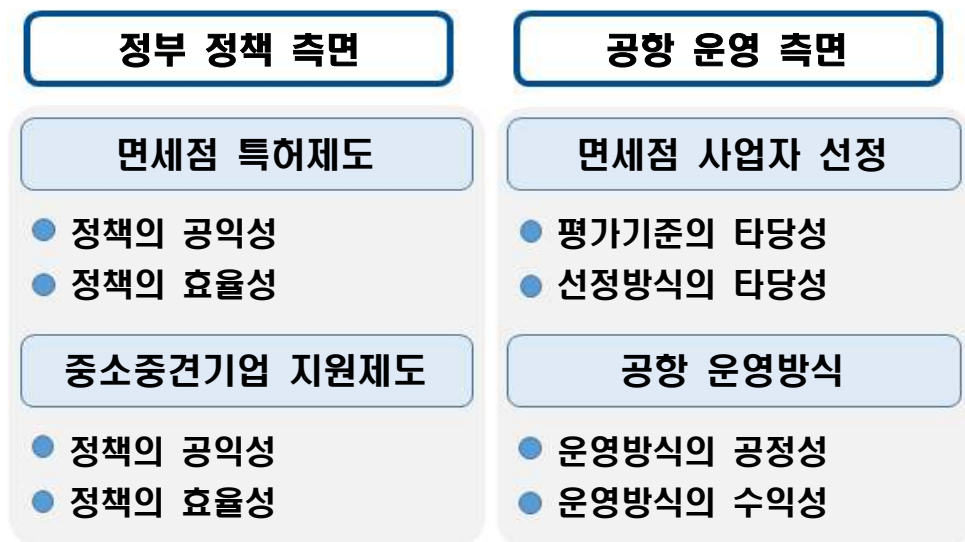 정부 정책 측면
면세점 특허제도
정책의 공익성
정책의 효율성
중소중견기업 지원제도
정책의 공익성
정책의 효율성
공항 운영 측면
면세점 사업자 선정
평가기준의 타당성
선정방식의 타당성
공항 운영방식
운영방식의 공정성
운영방식의 수익성